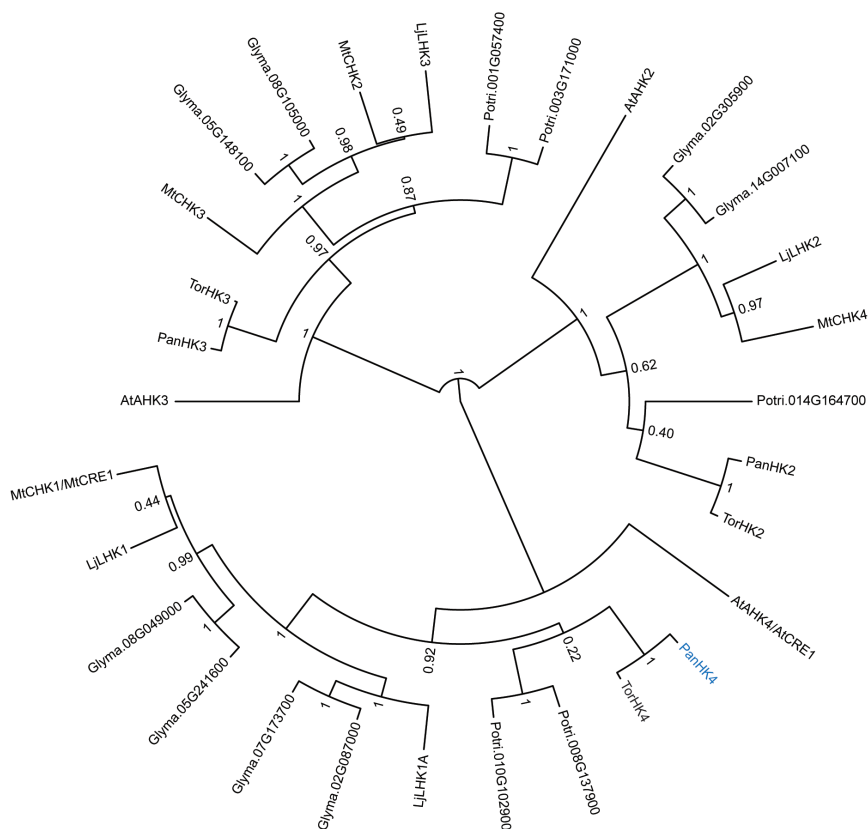 LjLHK3
MtCHK2
Potri.001G057400
Potri.003G171000
AtAHK2
Glyma.08G105000
Glyma.05G148100
Glyma.02G305900
Glyma.14G007100
0.49
0.98
1
1
1
MtCHK3
1
0.87
LjLHK2
0.97
1
TorHK3
0.97
1
PanHK3
1
1
MtCHK4
1
0.62
AtAHK3
Potri.014G164700
0.40
PanHK2
MtCHK1/MtCRE1
1
0.44
TorHK2
LjLHK1
0.99
AtAHK4/AtCRE1
Glyma.08G049000
1
1
0.92
0.22
1
PanHK4
TorHK4
Glyma.05G241600
1
1
1
Glyma.07G173700
Glyma.02G087000
LjLHK1A
Potri.010G102900
Potri.008G137900